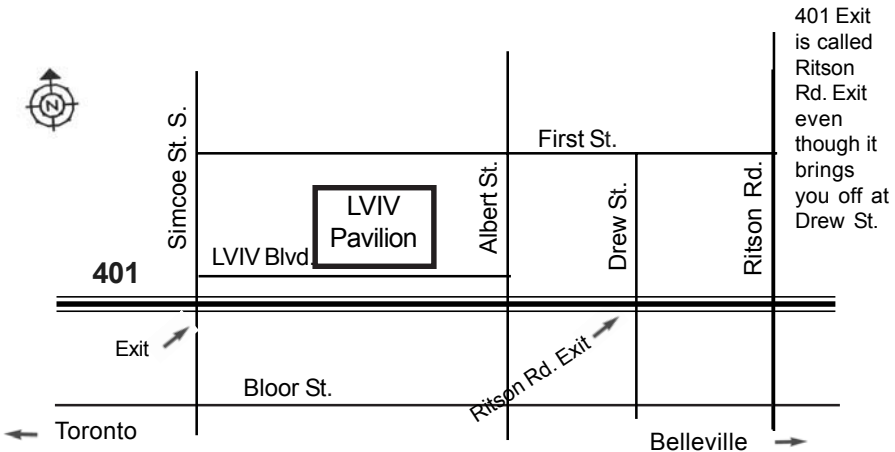 401 Exit
is called
Ritson
Rd. Exit
even
though it
brings
you off at
Drew St.
N
Simcoe St. S.
First St.
Albert St.
Drew St.
Ritson Rd.
LVIV
Pavilion
LVIV Blvd.
401
Exit
Ritson Rd. Exit
Bloor St.
Toronto
Belleville